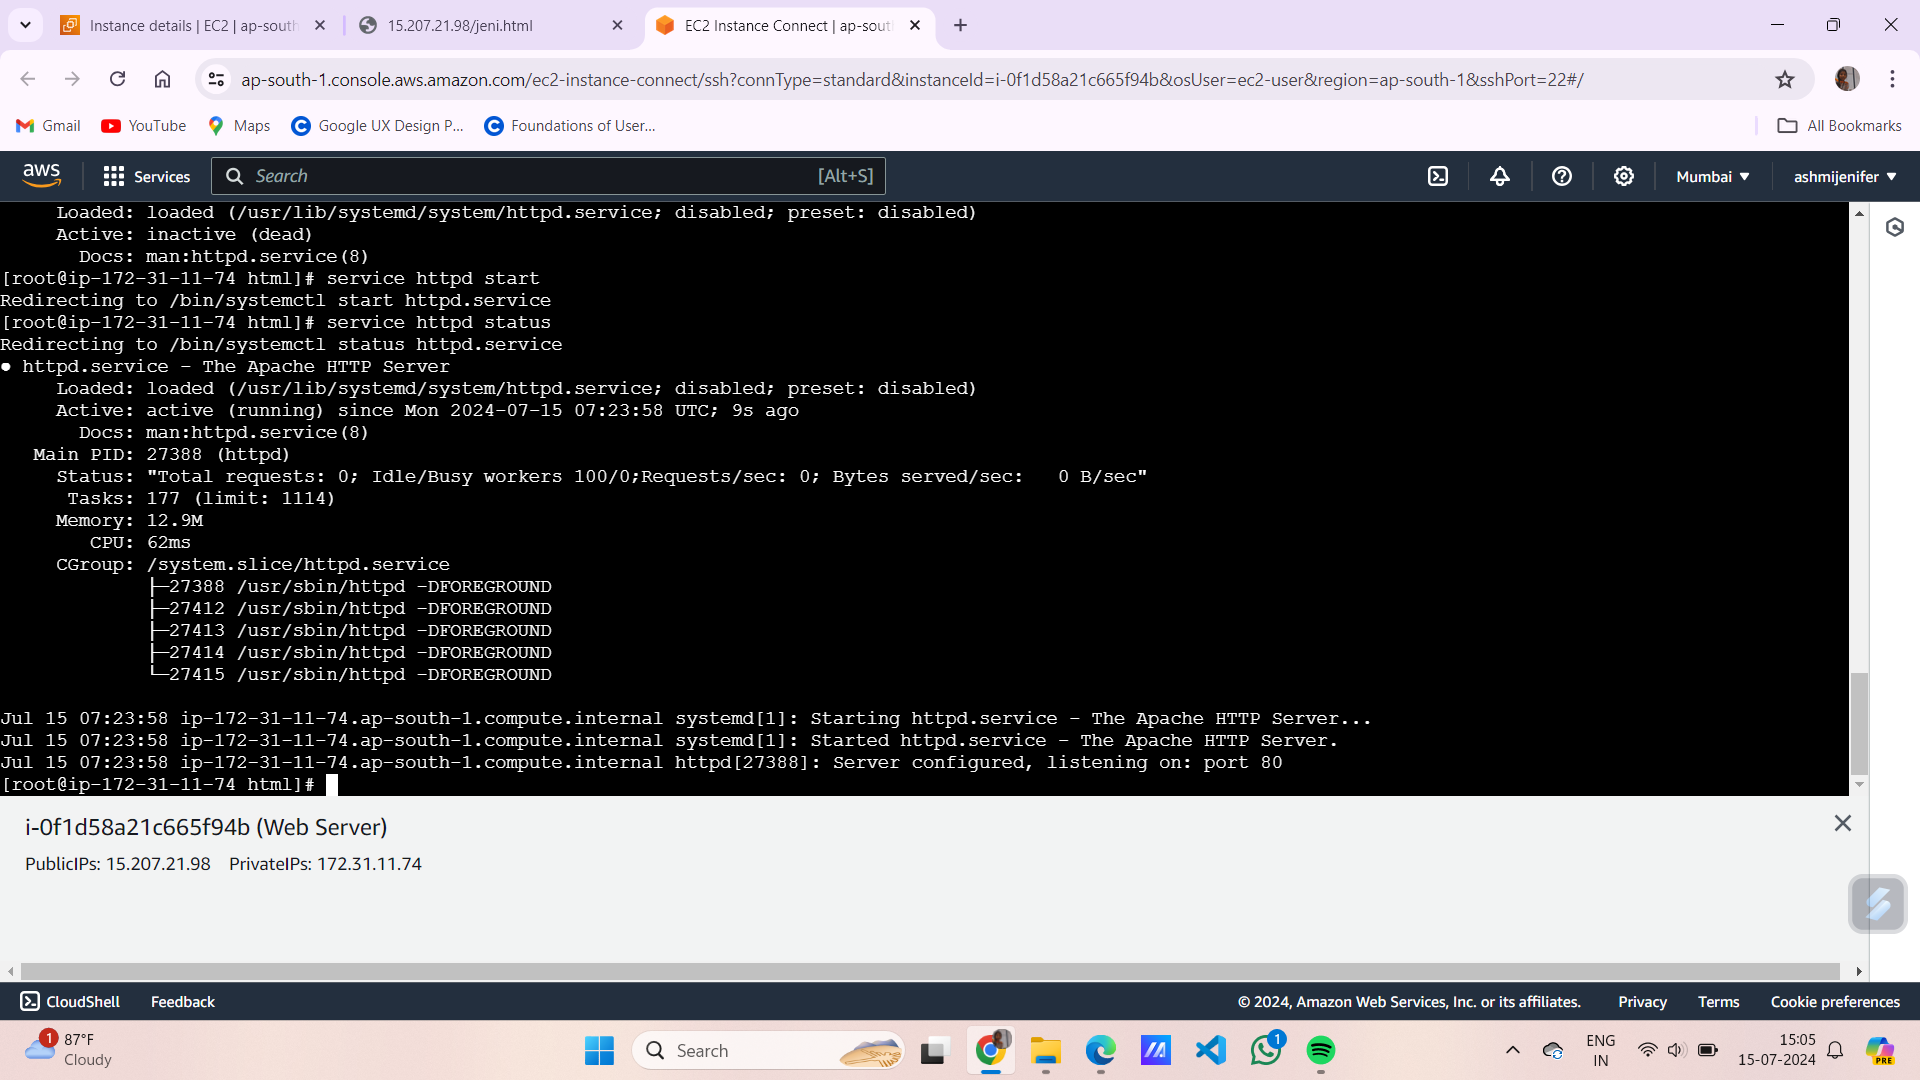 Instance details | EC2 | ap-south
15.207.21.98/jeni.html
EC2 Instance Connect | ap-sout
ap-south-1.console.aws.amazon.com/ec2-instance-connect/ssh?connType=standard&instanceId=i-0f1d58a21c665f94b&osUser=ec2-user&region=ap-south-1&sshPort=22#/
Gmail
YouTube
Maps
Google UX Design P...
Foundations of User...
All Bookmarks
aws
Services
Search
[Alt+S]
Mumbai
ashmijenifer
Loaded: loaded (/usr/lib/systemd/system/httpd.service; disabled; preset: disabled)
Active: inactive (dead)
Docs: man:httpd.service(8)
[root@ip-172-31-11-74 html]# service httpd start
Redirecting to /bin/systemctl start httpd.service
[root@ip-172-31-11-74 html]# service httpd status
Redirecting to /bin/systemctl status httpd.service
● httpd.service - The Apache HTTP Server
Loaded: loaded (/usr/lib/systemd/system/httpd.service; disabled; preset: disabled)
Active: active (running) since Mon 2024-07-15 07:23:58 UTC; 9s ago
Docs: man:httpd.service(8)
Main PID: 27388 (httpd)
Status: "Total requests: 0; Idle/Busy workers 100/0;Requests/sec: 0; Bytes served/sec:   0 B/sec"
Tasks: 177 (limit: 1114)
Memory: 12.9M
CPU: 62ms
CGroup: /system.slice/httpd.service
├─27388 /usr/sbin/httpd -DFOREGROUND
├─27412 /usr/sbin/httpd -DFOREGROUND
├─27413 /usr/sbin/httpd -DFOREGROUND
├─27414 /usr/sbin/httpd -DFOREGROUND
└─27415 /usr/sbin/httpd -DFOREGROUND
Jul 15 07:23:58 ip-172-31-11-74.ap-south-1.compute.internal systemd[1]: Starting httpd.service - The Apache HTTP Server...
Jul 15 07:23:58 ip-172-31-11-74.ap-south-1.compute.internal systemd[1]: Started httpd.service - The Apache HTTP Server.
Jul 15 07:23:58 ip-172-31-11-74.ap-south-1.compute.internal httpd[27388]: Server configured, listening on: port 80
[root@ip-172-31-11-74 html]#
i-0f1d58a21c665f94b (Web Server)
PublicIPs: 15.207.21.98 PrivateIPs: 172.31.11.74
CloudShell
Feedback
© 2024, Amazon Web Services, Inc. or its affiliates.
Privacy
Terms
Cookie preferences
1
87°F
Cloudy
Search
1
ENG
IN
15:05
15-07-2024
PRE